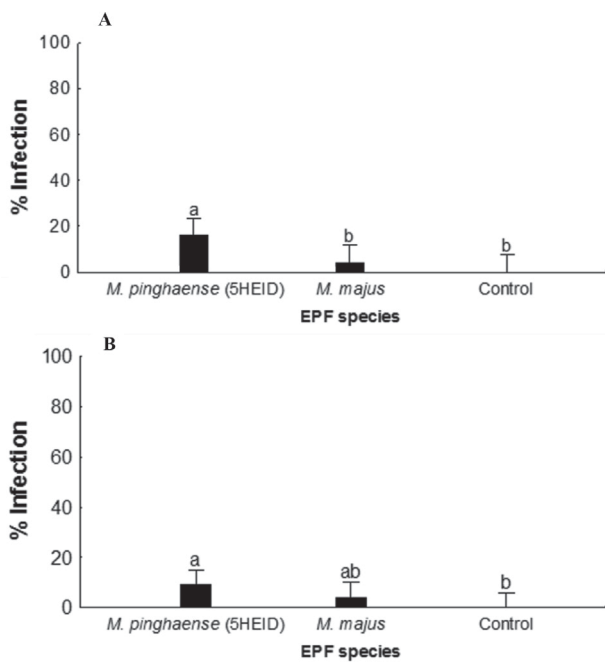 A
100
80
60
40
20
0
% Infection
a
b
b
M. pinghaense (5HEID) M. majus Control
EPF species
B
100
80
60
40
20
0
% Infection
a
ab
b
M. pinghaense (5HEID) M. majus Control
EPF species